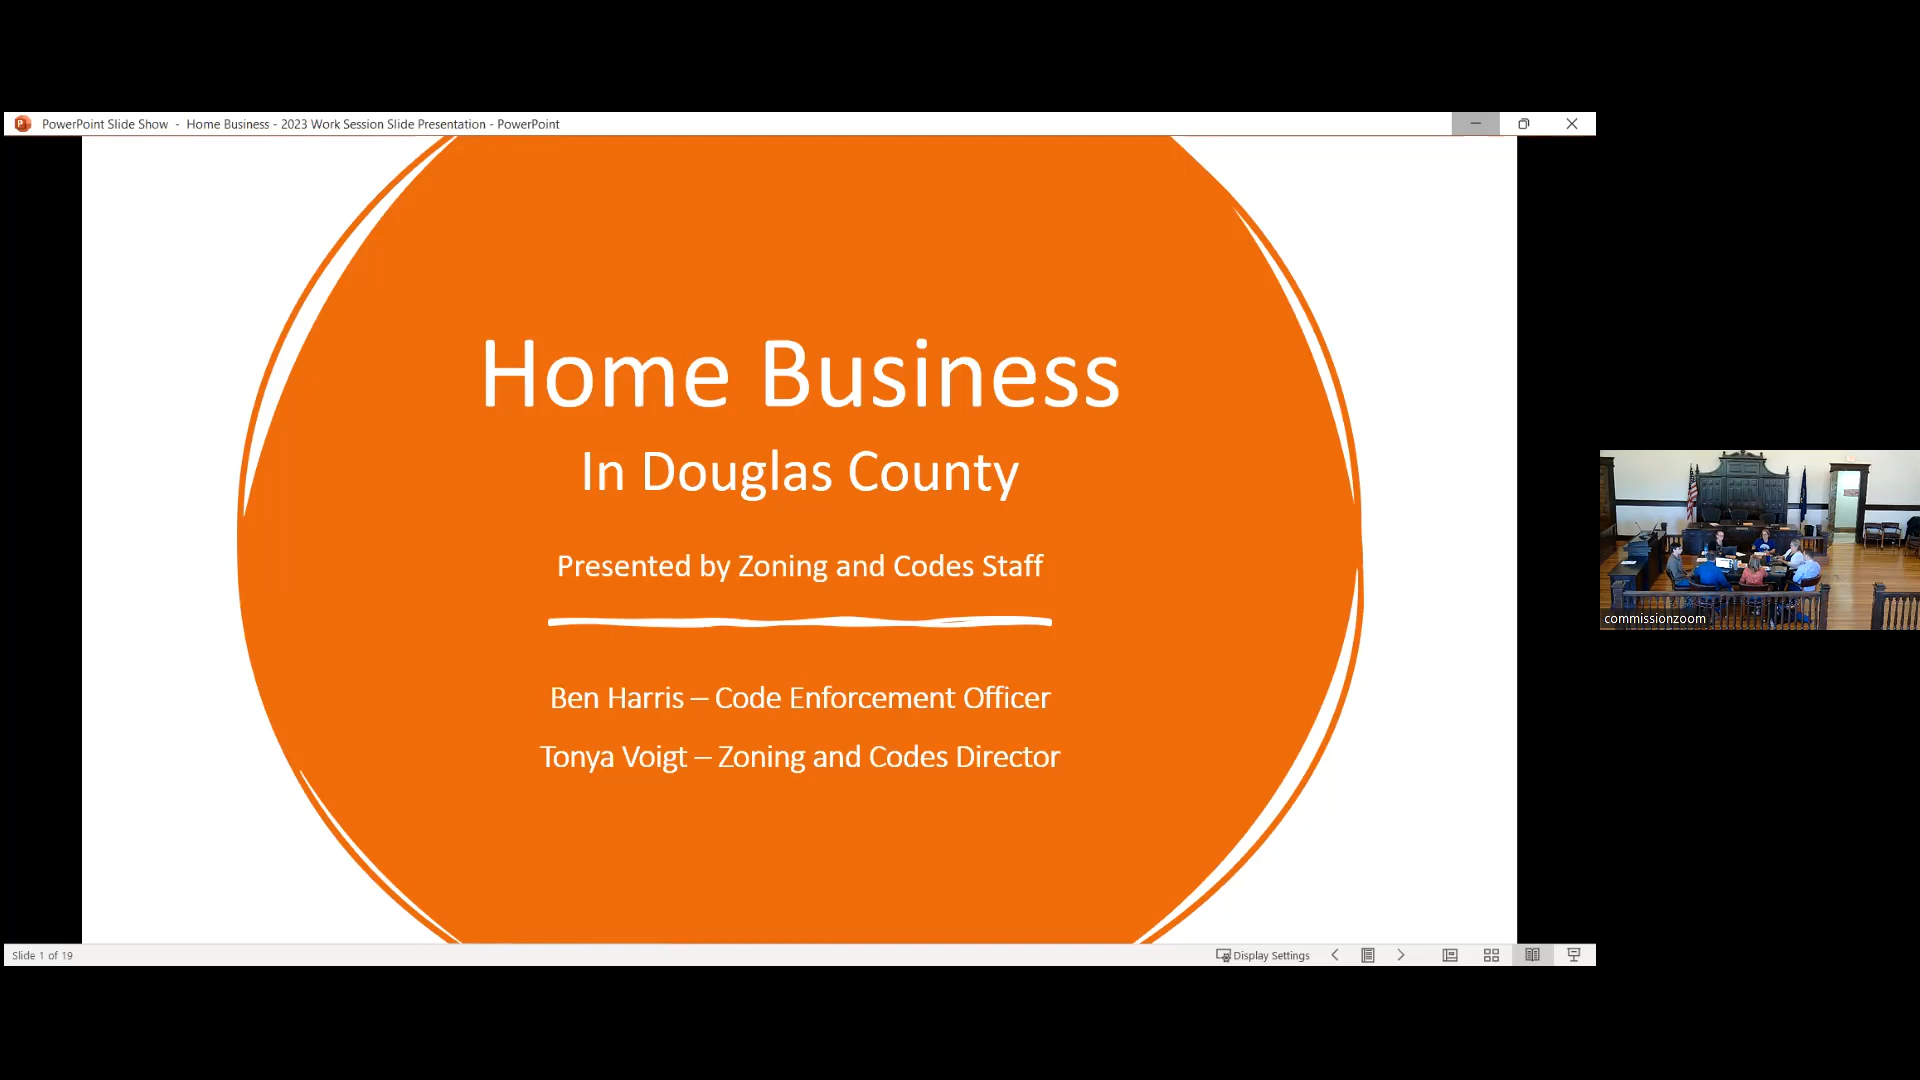 PowerPoint Slide Show - Home Business - 2023 Work Session Slide Presentation - PowerPoint
Home Business
In Douglas County
Presented by Zoning and Codes Staff
Ben Harris – Code Enforcement Officer
Tonya Voigt – Zoning and Codes Director
commissionzoom
Slide 1 of 19
Display Settings